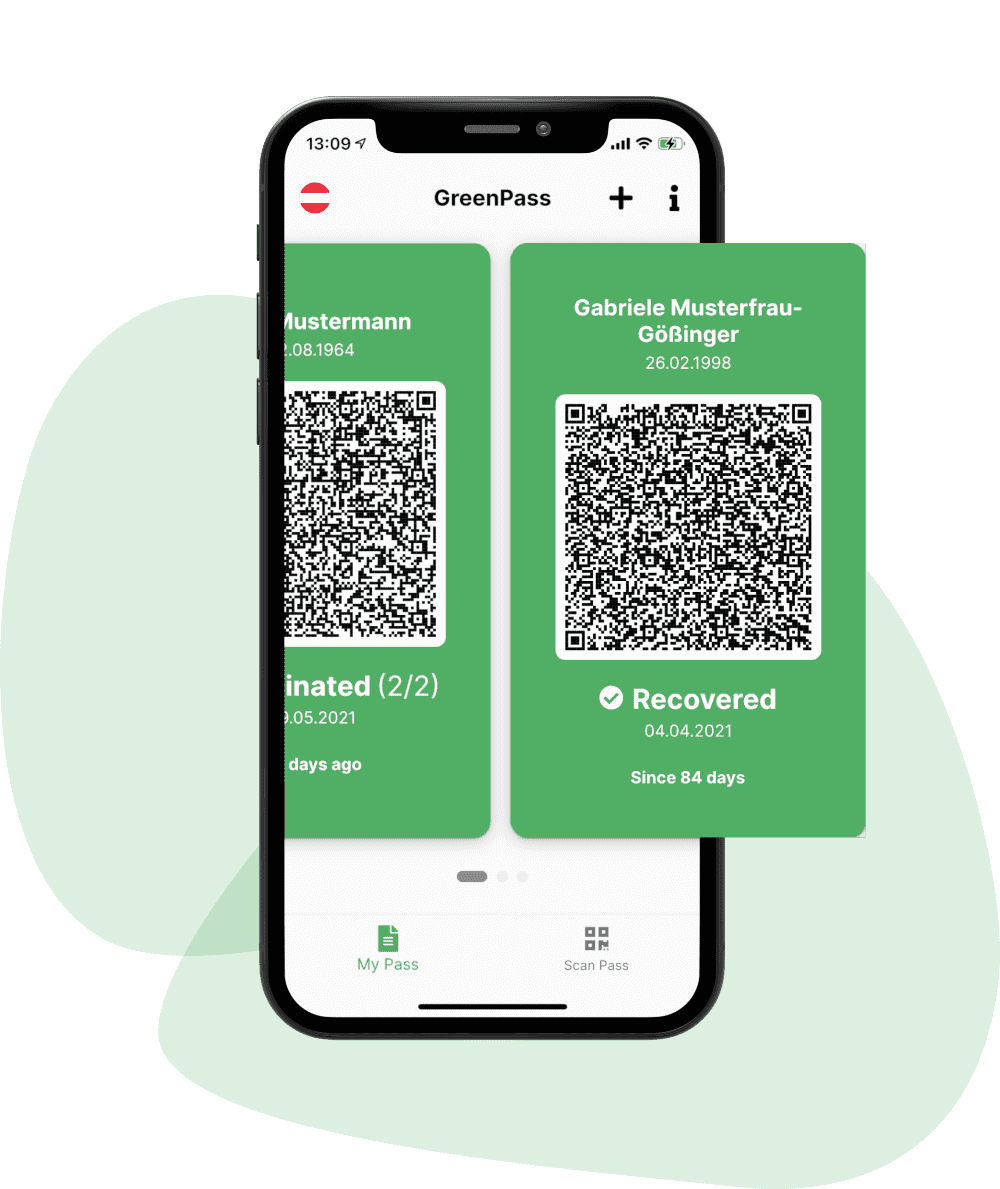 13:09
GreenPass
Mustermann
2.08.1964
inated (2/2)
9.05.2021
days ago
Gabriele Musterfrau-
Gößinger
26.02.1998
Recovered
04.04.2021
Since 84 days
My Pass
Scan Pass